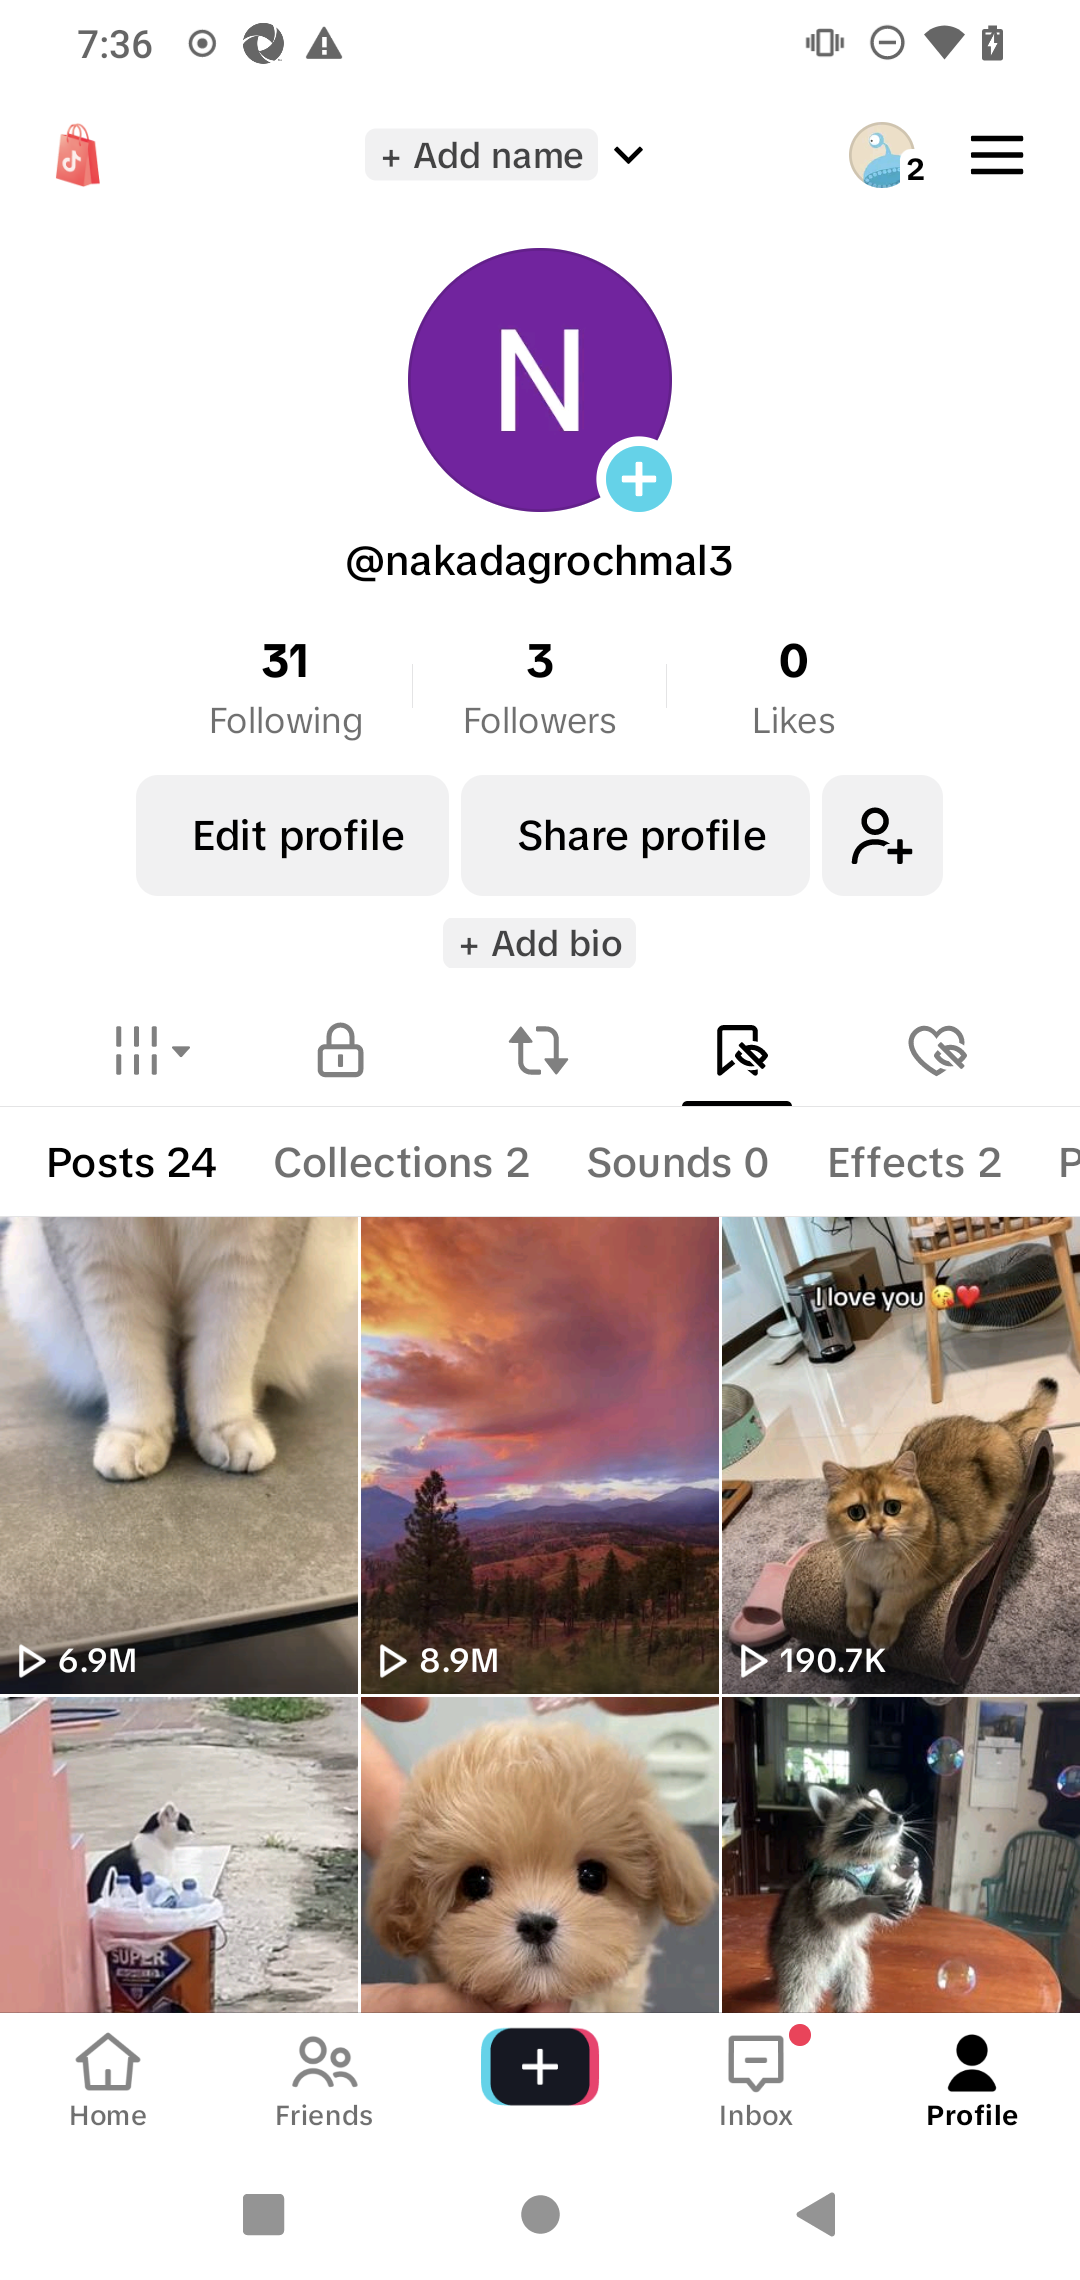 7:36
+ Add name
2
N
@nakadagrochmal3
31
Following
3
Followers
0
Likes
Edit profile
Share profile
+ Add bio
Posts 24
Collections 2
Sounds 0
Effects 2
P
I love you 😘❤️
6.9M
8.9M
190.7K
SUPER
Home
Friends
Inbox
Profile